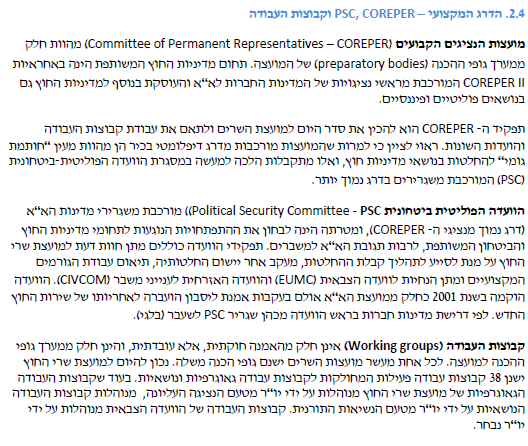 2.4. הדרג המקצועי – PSC, COREPER וקבוצות העבודה
מועצת הנציגים הקבועים (Committee of Permanent Representatives – COREPER) מהוות חלק
ממערך גופי ההכנה (preparatory bodies) של המועצה. תחום מדיניות החוץ המשותפת הינה באחראיות
COREPER II המורכבת מראשי נציגויות של המדינות החברות לא"א והעוסקת בנוסף למדיניות החוץ גם
בנושאים פוליטיים ופיננסיים.
תפקיד ה- COREPER הוא להכין את סדר היום למועצת השרים ולתאם את עבודת קבוצות העבודה
והועדות השונות. ראוי לציין כי למרות שהמועצות מורכבות מדרג דיפלומטי בכיר הן מהוות מעין "חותמת
גומי" להחלטות בנושאי מדיניות חוץ, ואלו מתקבלות הלכה למעשה במסגרת הוועדה הפוליטית-ביטחונית
(PSC) המורכבת משגרירים בדרג נמוך יותר.
הוועדה הפוליטית ביטחונית Political Security Committee - PSC)) מורכבת משגרירי מדינות הא"א
(דרג נמוך מנציגי ה- COREPER), ומטרתה הינה לבחון את ההתפתחויות הנוגעות לתחומי מדיניות החוץ
והביטחון המשותפת, לרבות תגובת הא"א למשברים. תפקידי הוועדה כוללים מתן חוות דעת למועצת שרי
החוץ על מנת לסייע לתהליך קבלת ההחלטות, מעקב אחר יישום החלטותיה, תיאום עבודת הגורמים
המקצועיים ומתן הנחיות לוועדה הצבאית (EUMC) והוועדה האזרחית לענייני משבר (CIVCOM). הוועדה
הוקמה בשנת 2001 כחלק ממועצת הא"א אולם בעקבות אמנת ליסבון הועברה לאחריותו של שירות החוץ
החדש. לפי דרישת מדינות חברות בראש הוועדה מכהן שגריר PSC לשעבר (בלגי).
קבוצות העבודה (Working groups) אינן חלק מהאמנה חוקתית, אלא עובדתית, והינן חלק ממערך גופי
ההכנה למועצה. לכל אחת מעשר מועצות השרים ישנם גופי הכנה משלה. נכון להיום למועצת שרי החוץ
ישנן 38 קבוצות עבודה פעילות המחולקות לקבוצות עבודה גאוגרפיות ונושאיות. בעוד שקבוצות העבודה
הגאוגרפיות של מועצת שרי החוץ מנוהלות על ידי יו"ר מטעם הנציגה העליונה, מנוהלות קבוצות העבודה
הנושאיות על ידי יו"ר מטעם הנשיאות התורנית. קבוצות העבודה של הוועדה הצבאית מנוהלות על ידי
יו"ר נבחר.